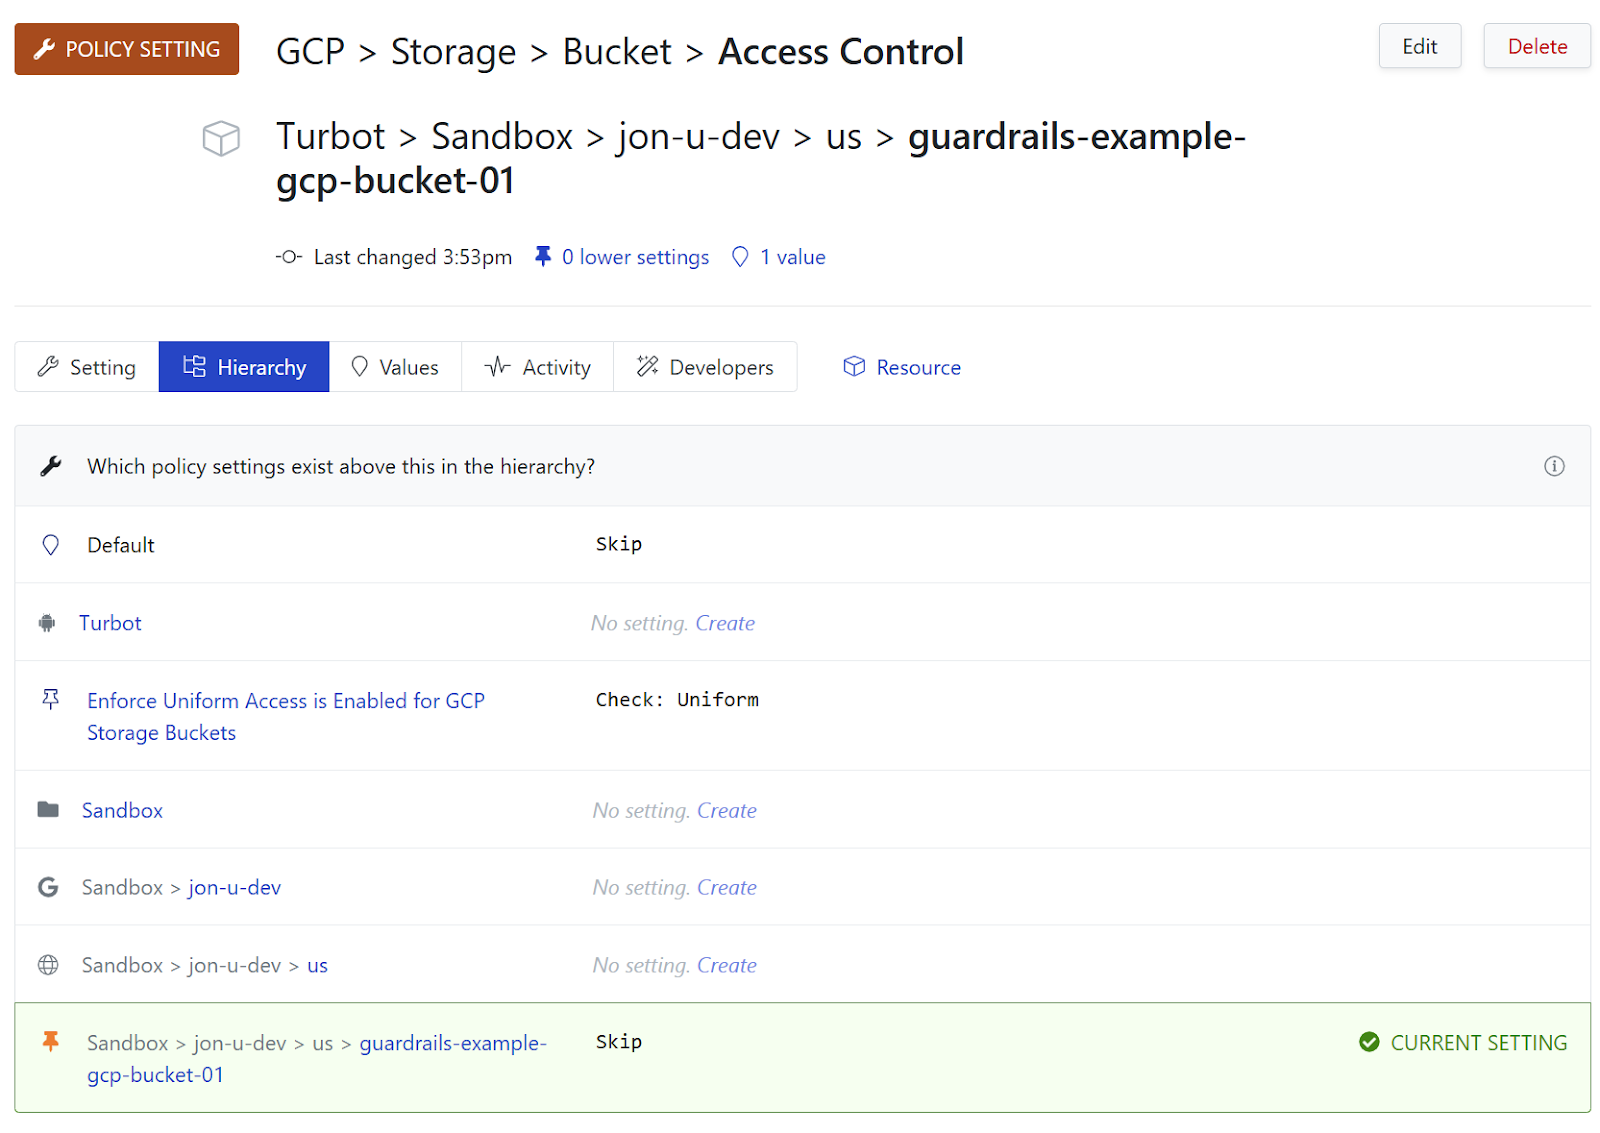 POLICY SETTING
GCP > Storage > Bucket > Access Control
Edit
Delete
Turbot > Sandbox > jon-u-dev > us > guardrails-example-
gcp-bucket-01
Last changed 3:53pm
0 lower settings
1 value
Setting
Hierarchy
Values
Activity
Developers
Resource
Which policy settings exist above this in the hierarchy?
Default
Skip
Turbot
No setting. Create
Enforce Uniform Access is Enabled for GCP
Storage Buckets
Check: Uniform
Sandbox
No setting. Create
Sandbox > jon-u-dev
No setting. Create
Sandbox > jon-u-dev > us
No setting. Create
Sandbox > jon-u-dev > us > guardrails-example-
gcp-bucket-01
Skip
CURRENT SETTING